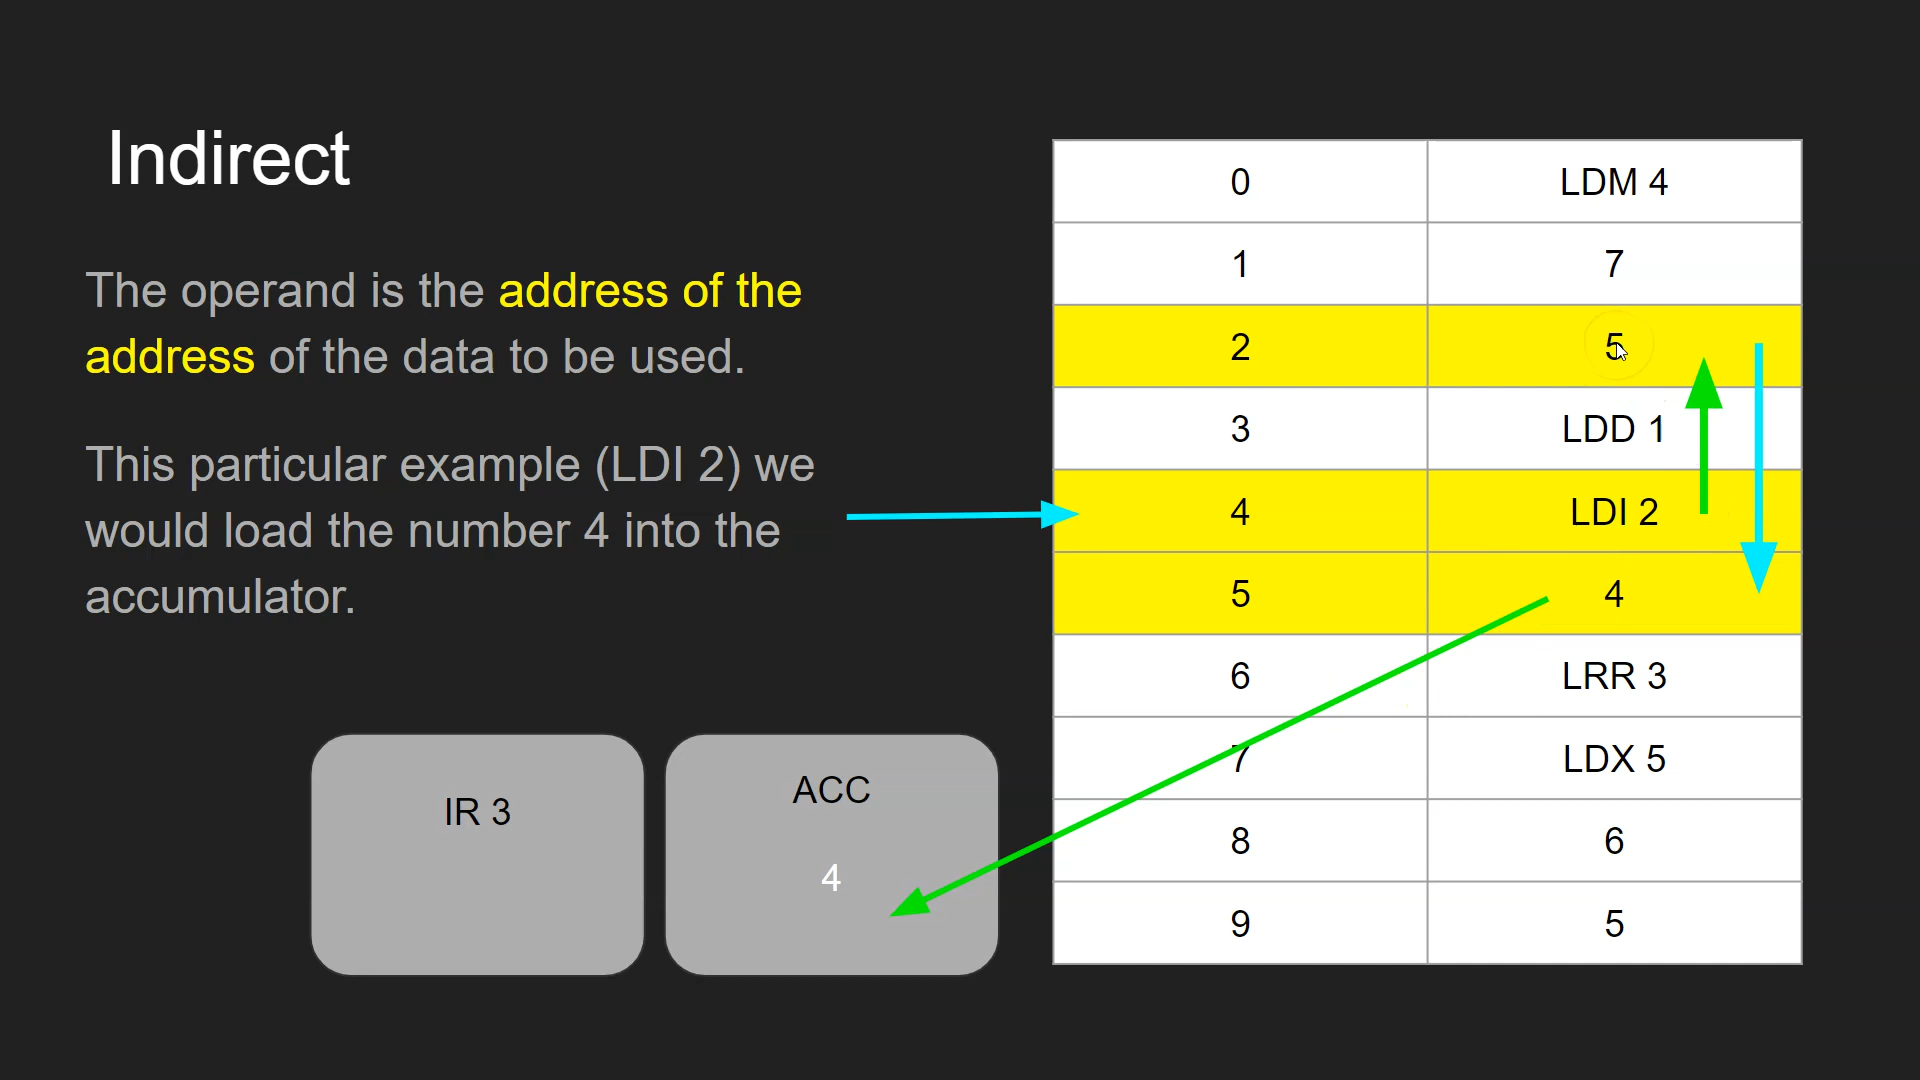 Indirect
The operand is the address of the
address of the data to be used.
This particular example (LDI 2) we
would load the number 4 into the
accumulator.
IR 3
ACC
4
0 LDM 4
1 7
2 5
3 LDD 1
4 LDI 2
5 4
6 LRR 3
7 LDX 5
8 6
9 5